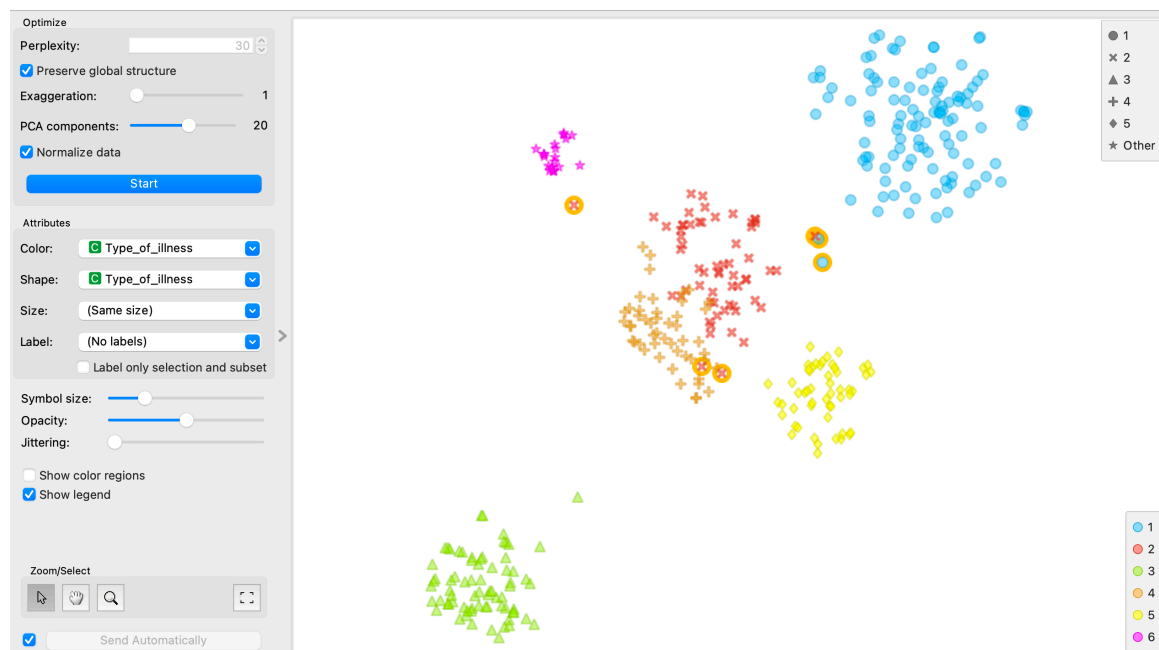 Optimize
Perplexity: 30
Preserve global structure
Exaggeration: 1
PCA components: 20
Normalize data
Start
Attributes
Color: C Type_of_illness
Shape: C Type_of_illness
Size: (Same size)
Label: (No labels)
Label only selection and subset
Symbol size:
Opacity:
Jittering:
Show color regions
Show legend
Zoom/Select
Send Automatically
1
2
3
4
5
Other
1
2
3
4
5
6